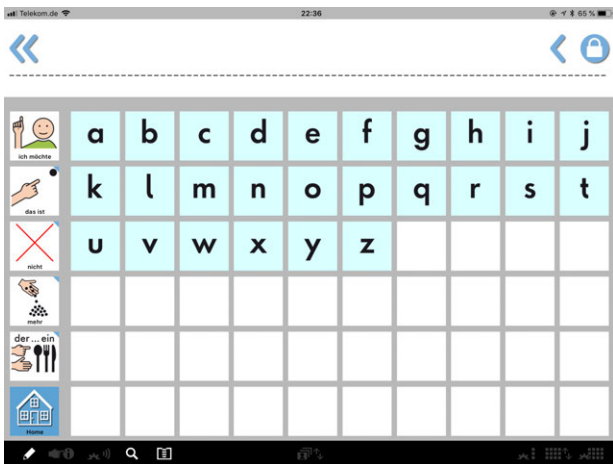 Telekom.de 22:36 65 %
ich möchte a b c d e f g h i j
das ist k l m n o p q r s t
nicht u v w x y z
mehr
der ... ein
Home